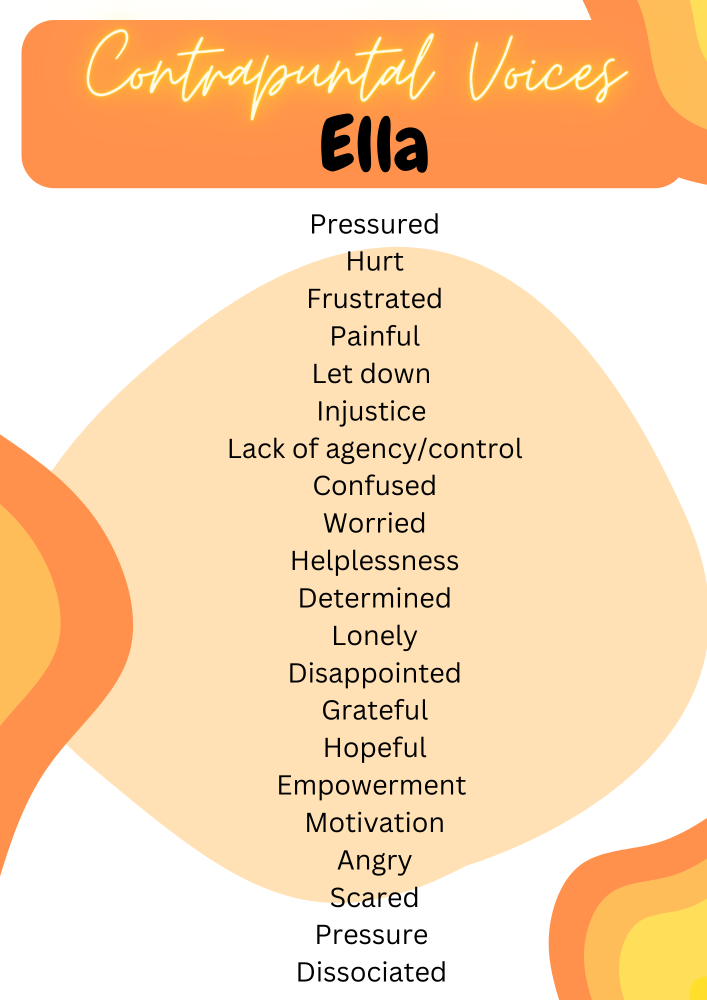 Contrapuntal Voices
Ella
Pressured
Hurt
Frustrated
Painful
Let down
Injustice
Lack of agency/control
Confused
Worried
Helplessness
Determined
Lonely
Disappointed
Grateful
Hopeful
Empowerment
Motivation
Angry
Scared
Pressure
Dissociated